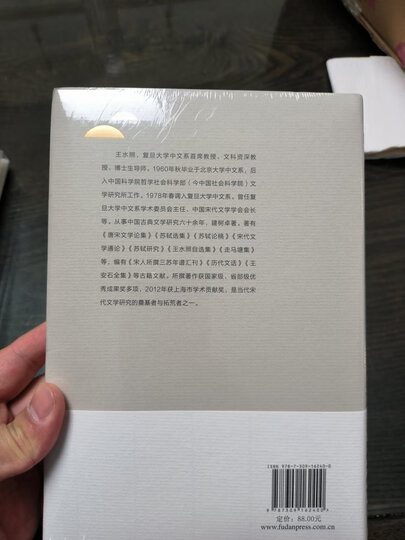 王水照，复旦大学中文系首席教授、文科资深教
授、博士生导师。1960年秋毕业于北京大学中文系，后
入中国科学院哲学社会科学部（今中国社会科学院）文
学研究所工作。1978年春调入复旦大学中文系，曾任复
旦大学中文系学术委员会主任、中国宋代文学学会会长
等。从事中国古典文学研究六十余年，建树卓著。著有
《唐宋文学论集》《苏轼选集》《苏轼论稿》《宋代文
学通论》《苏轼研究》《王水照自选集》《走马塘集》
等，编有《宋人所撰三苏年谱汇刊》《历代文话》《王
安石全集》等古籍文献。所撰著作获国家级、省部级优
秀成果奖多项，2012年获上海市学术贡献奖，是当代宋
代文学研究的奠基者与拓荒者之一。
ISBN 978-7-309-16240-0
9 787309 162400 >
定价：88.00元
www.fudanpress.com.cn